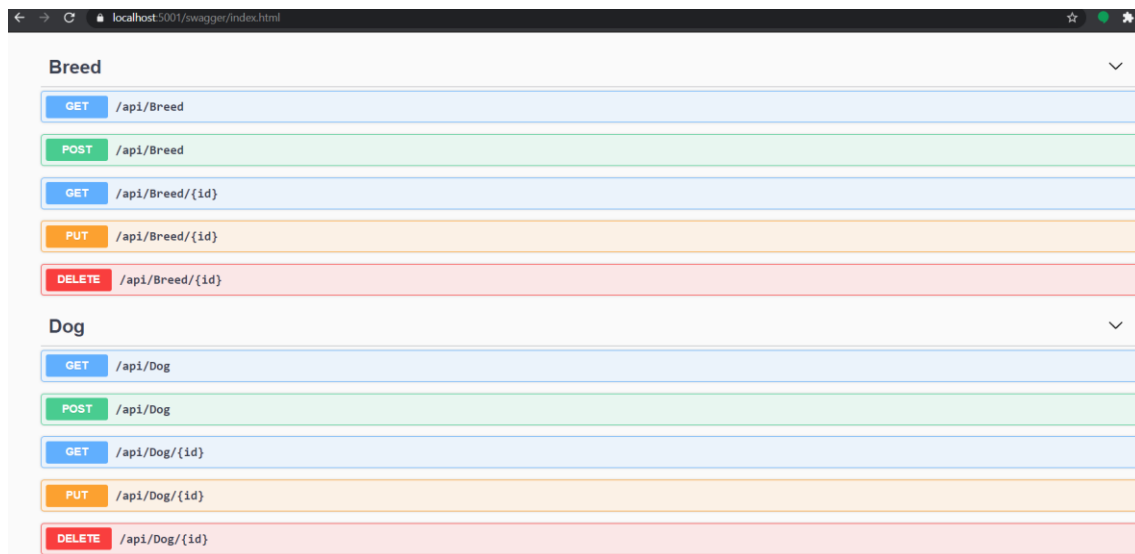 localhost:5001/swagger/index.html
Breed
GET /api/Breed
POST /api/Breed
GET /api/Breed/{id}
PUT /api/Breed/{id}
DELETE /api/Breed/{id}
Dog
GET /api/Dog
POST /api/Dog
GET /api/Dog/{id}
PUT /api/Dog/{id}
DELETE /api/Dog/{id}